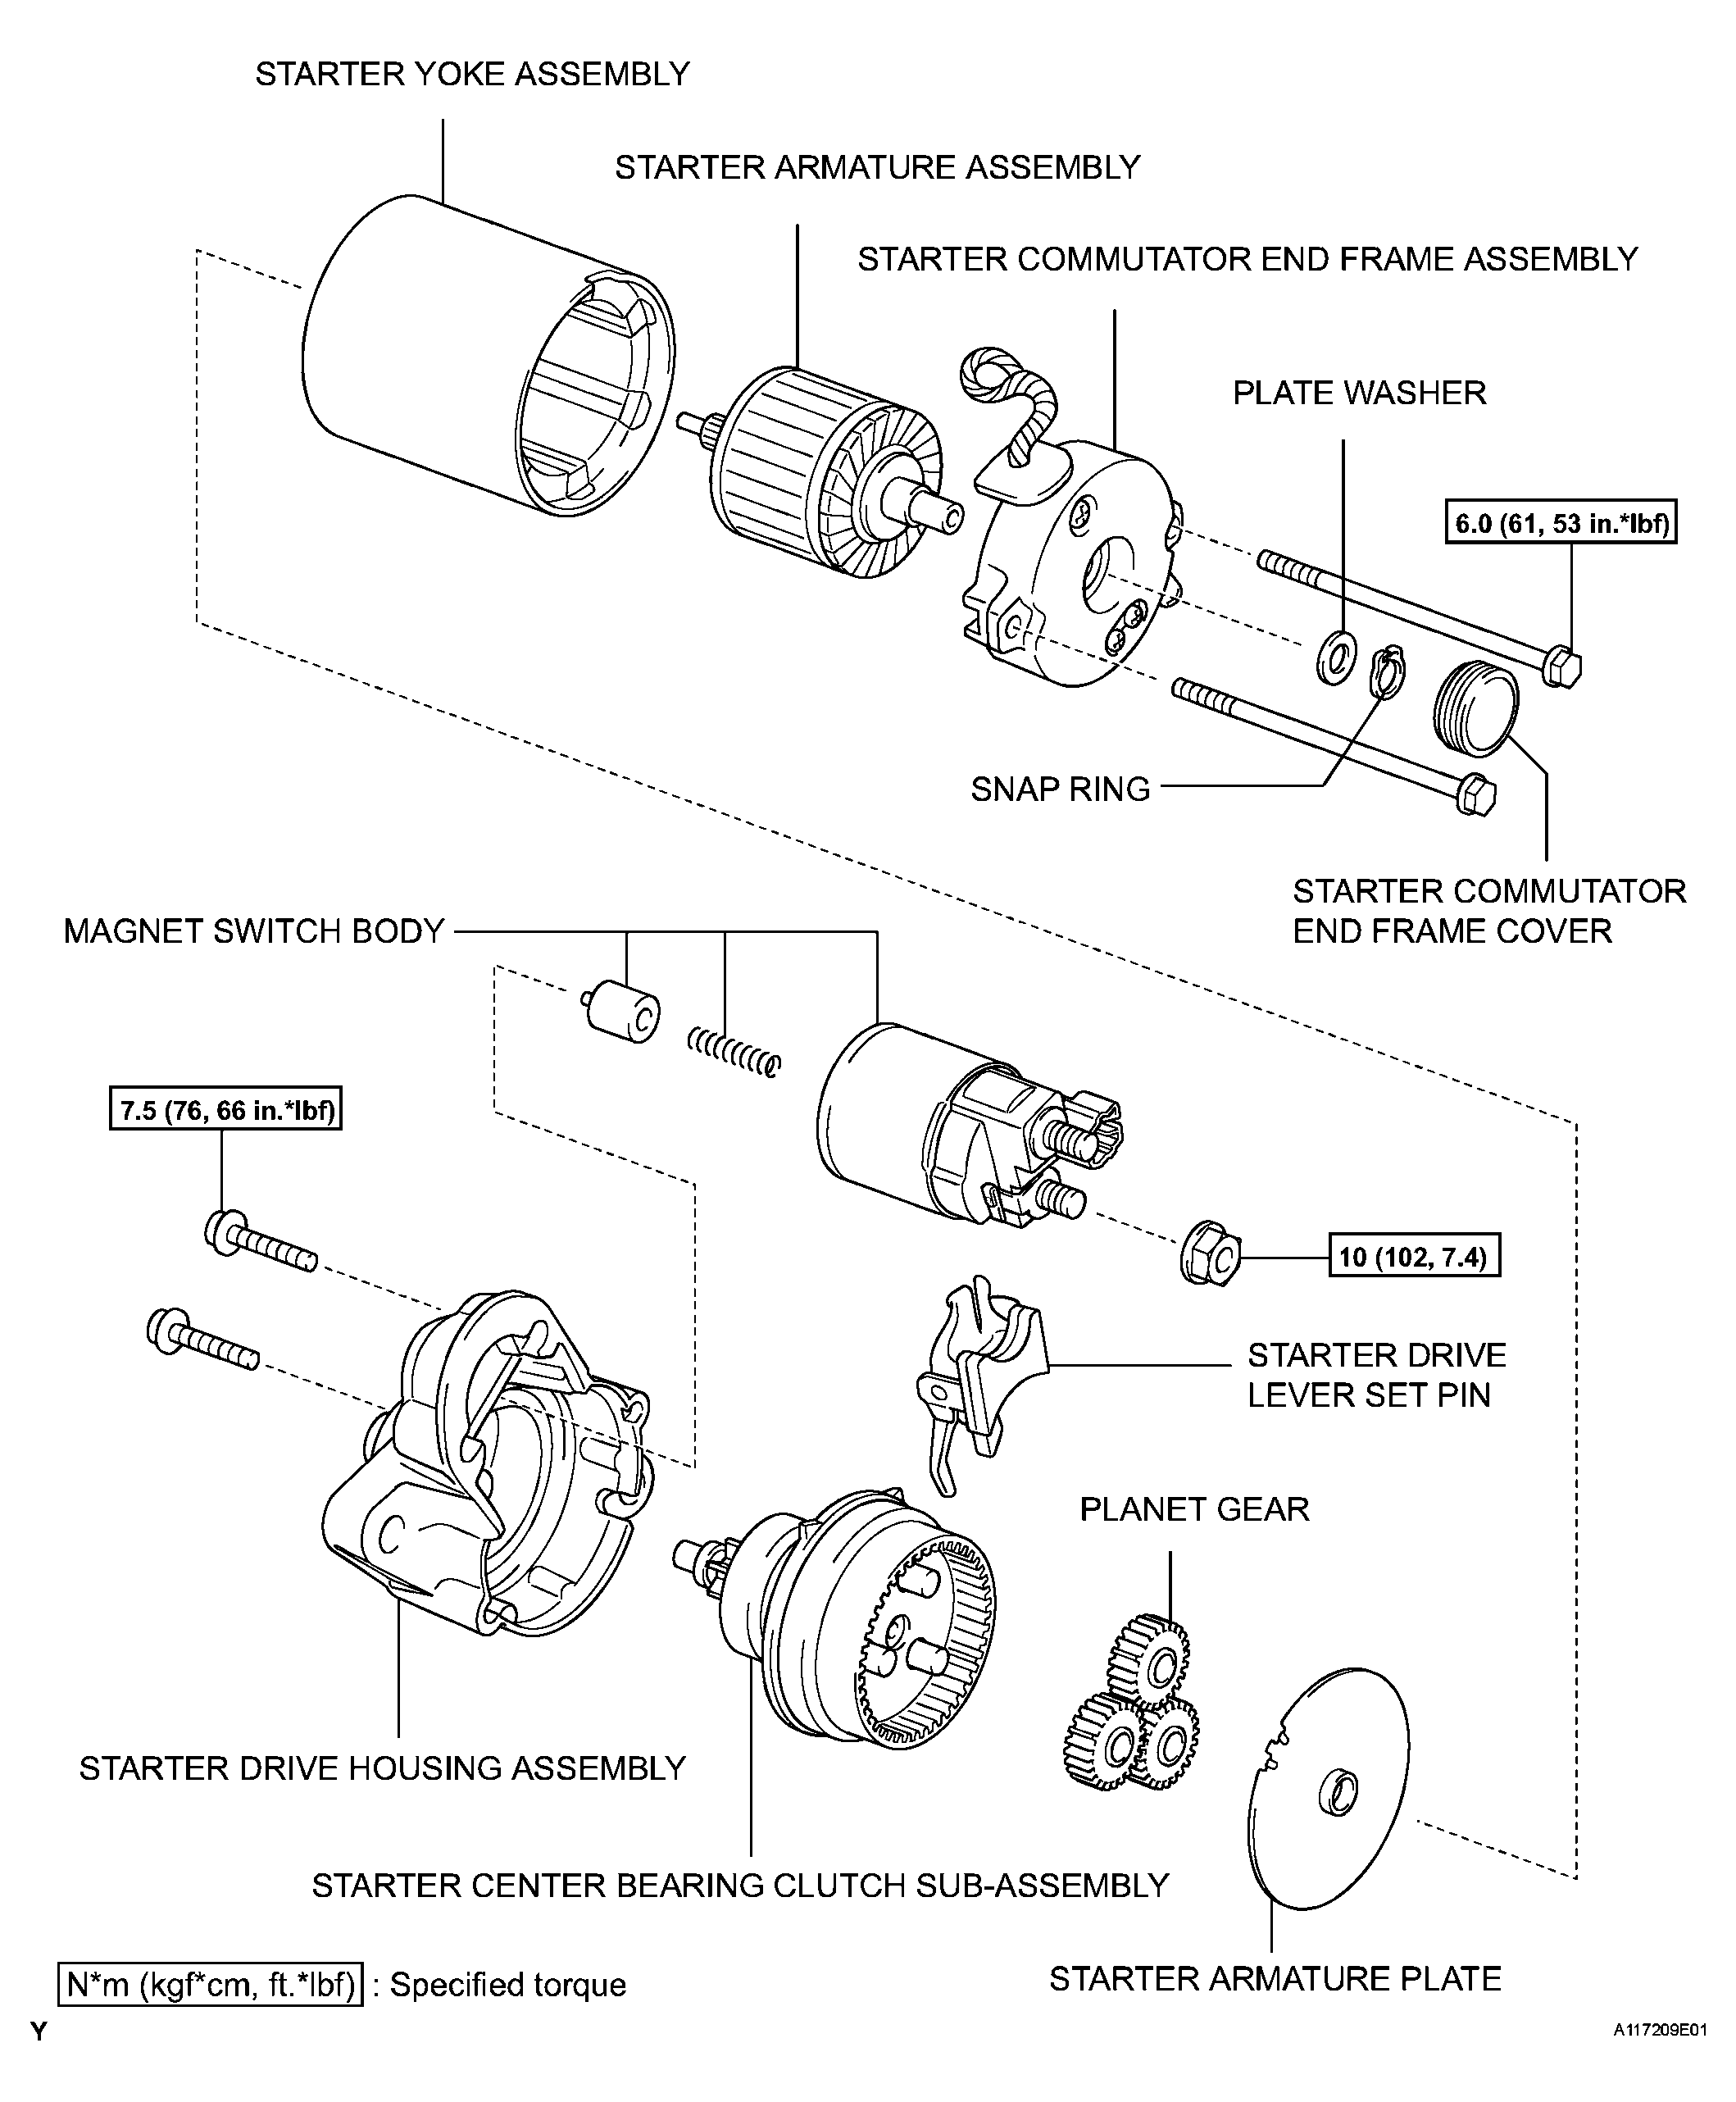 STARTER YOKE ASSEMBLY
STARTER ARMATURE ASSEMBLY
STARTER COMMUTATOR END FRAME ASSEMBLY
PLATE WASHER
6.0 (61, 53 in.*lbf)
SNAP RING
STARTER COMMUTATOR
END FRAME COVER
MAGNET SWITCH BODY
7.5 (76, 66 in.*lbf)
10 (102, 7.4)
STARTER DRIVE
LEVER SET PIN
PLANET GEAR
STARTER DRIVE HOUSING ASSEMBLY
STARTER CENTER BEARING CLUTCH SUB-ASSEMBLY
STARTER ARMATURE PLATE
N*m (kgf*cm, ft.*lbf) : Specified torque
Y
A117209E01